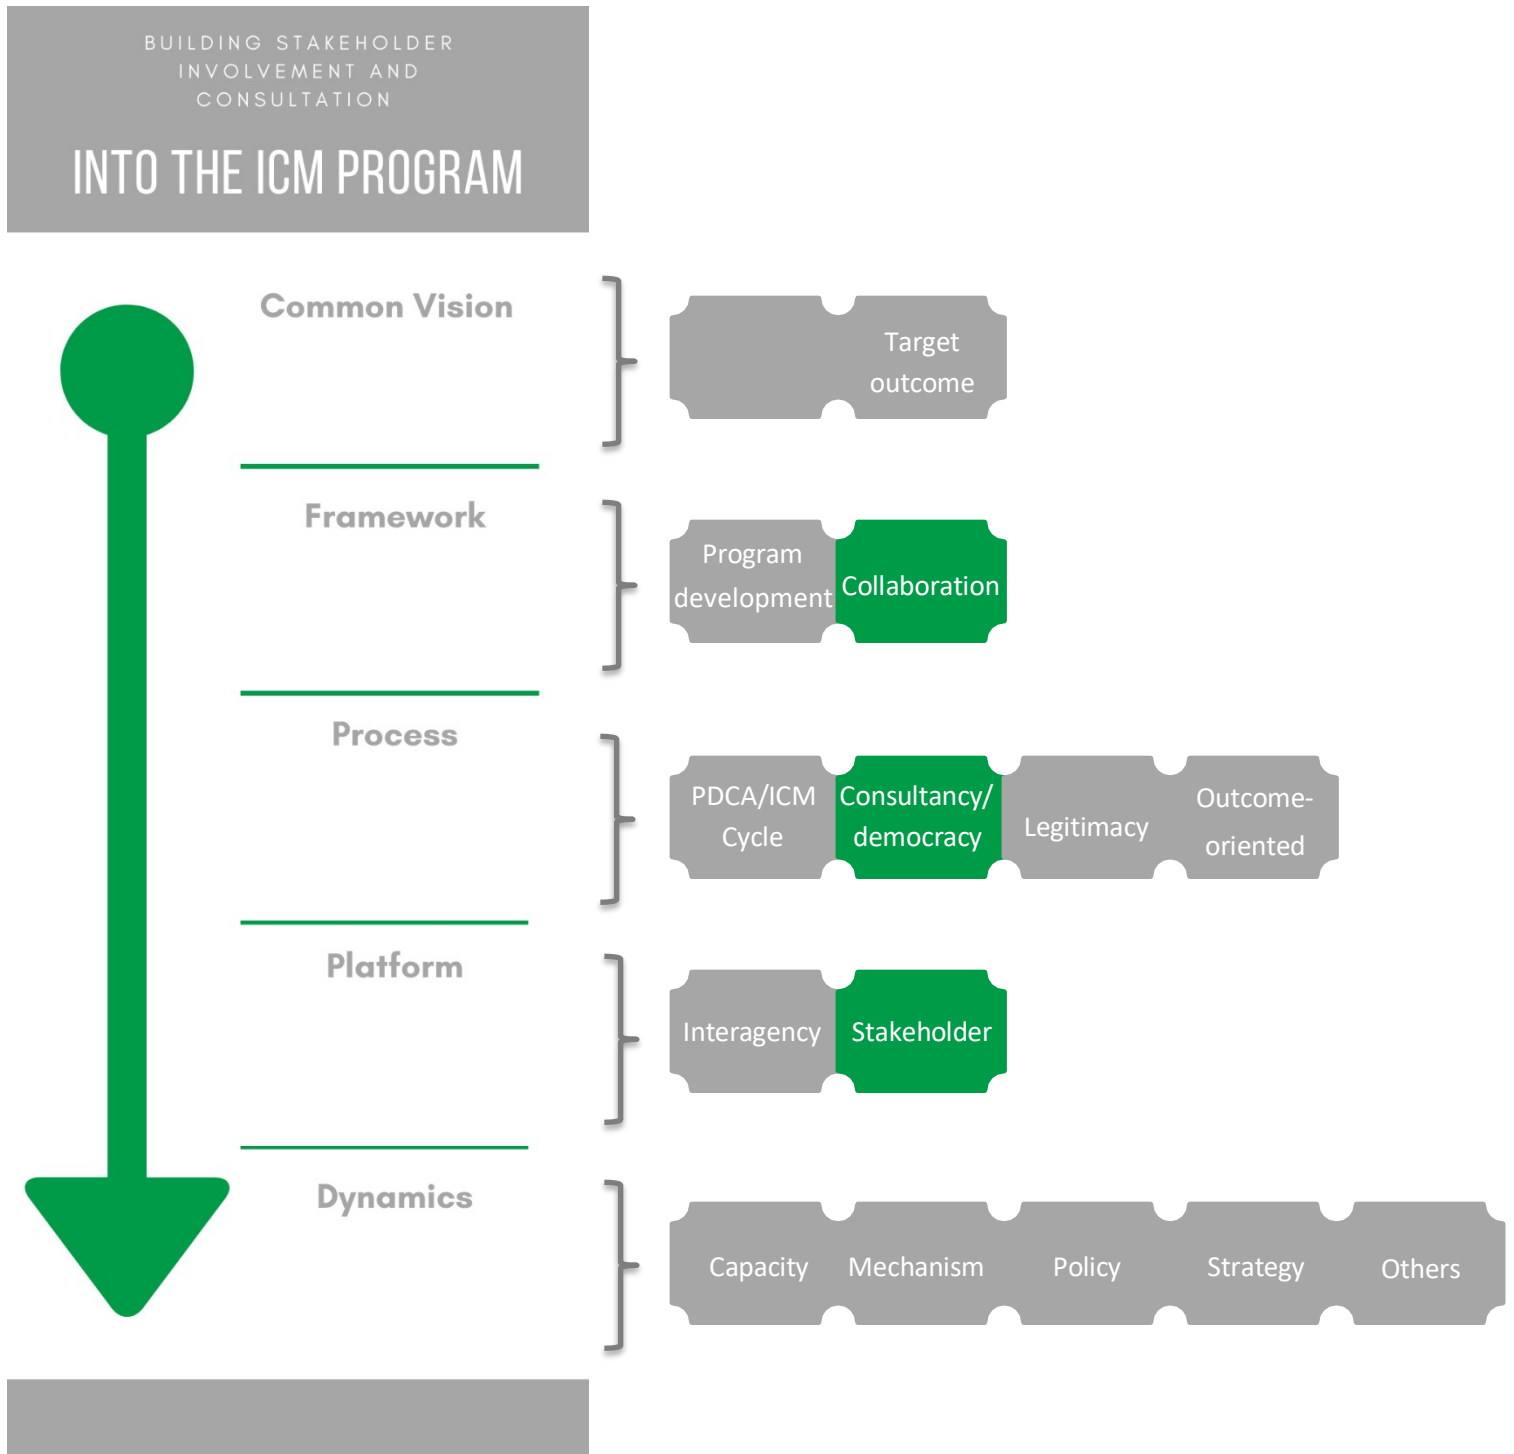 BUILDING STAKEHOLDER
INVOLVEMENT AND
CONSULTATION
INTO THE ICM PROGRAM
Common Vision
Target
outcome
Framework
Program
development
Collaboration
Process
PDCA/ICM
Cycle
Consultancy/
democracy
Legitimacy
Outcome-
oriented
Platform
Interagency
Stakeholder
Dynamics
Capacity
Mechanism
Policy
Strategy
Others